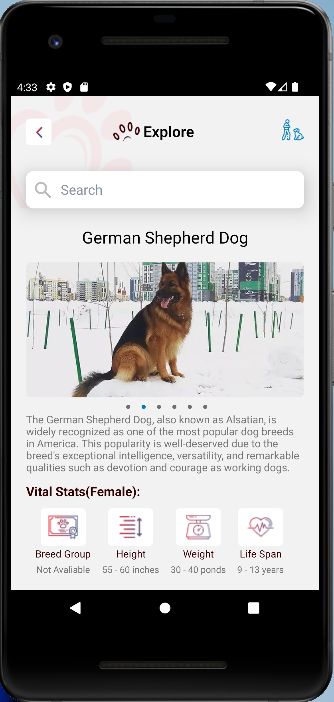 4:33
Explore
Search
German Shepherd Dog
The German Shepherd Dog, also known as Alsatian, is
widely recognized as one of the most popular dog breeds
in America. This popularity is well-deserved due to the
breed's exceptional intelligence, versatility, and remarkable
qualities such as devotion and courage as working dogs.
Vital Stats(Female):
Breed Group Height Weight Life Span
Not Avaliable 55 - 60 inches 30 - 40 ponds 9 - 13 years